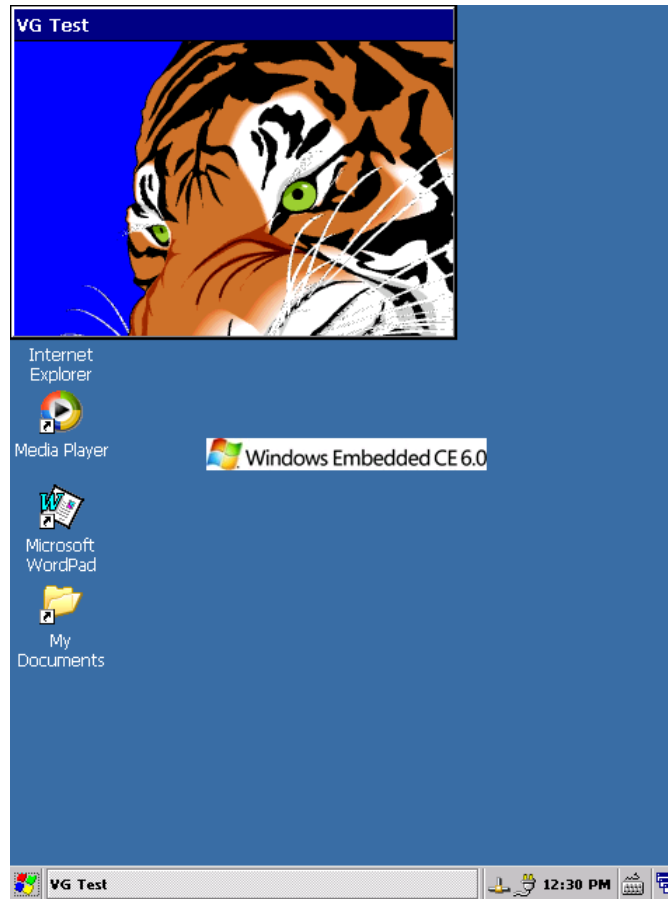 VG Test
Internet
Explorer
Media Player
Windows Embedded CE 6.0
Microsoft
WordPad
My
Documents
VG Test
12:30 PM